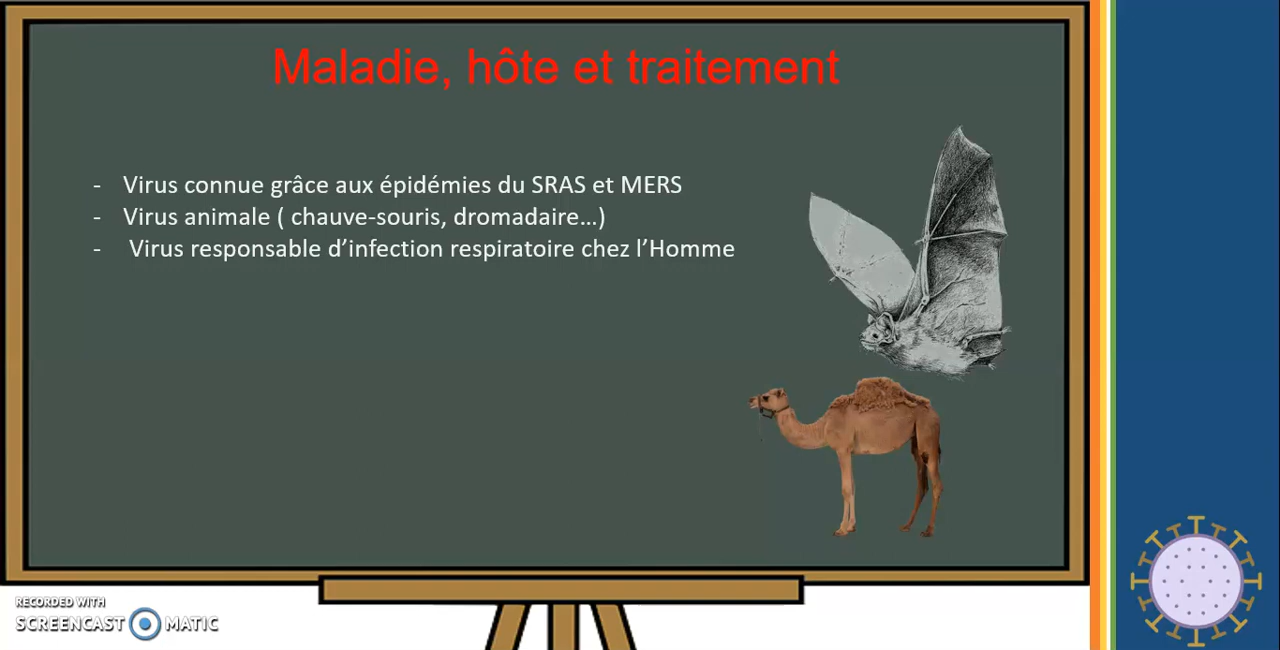 Maladie, hôte et traitement
- Virus connue grâce aux épidémies du SRAS et MERS
- Virus animale ( chauve-souris, dromadaire…)
- Virus responsable d’infection respiratoire chez l’Homme
RECORDED WITH
SCREENCAST MATIC